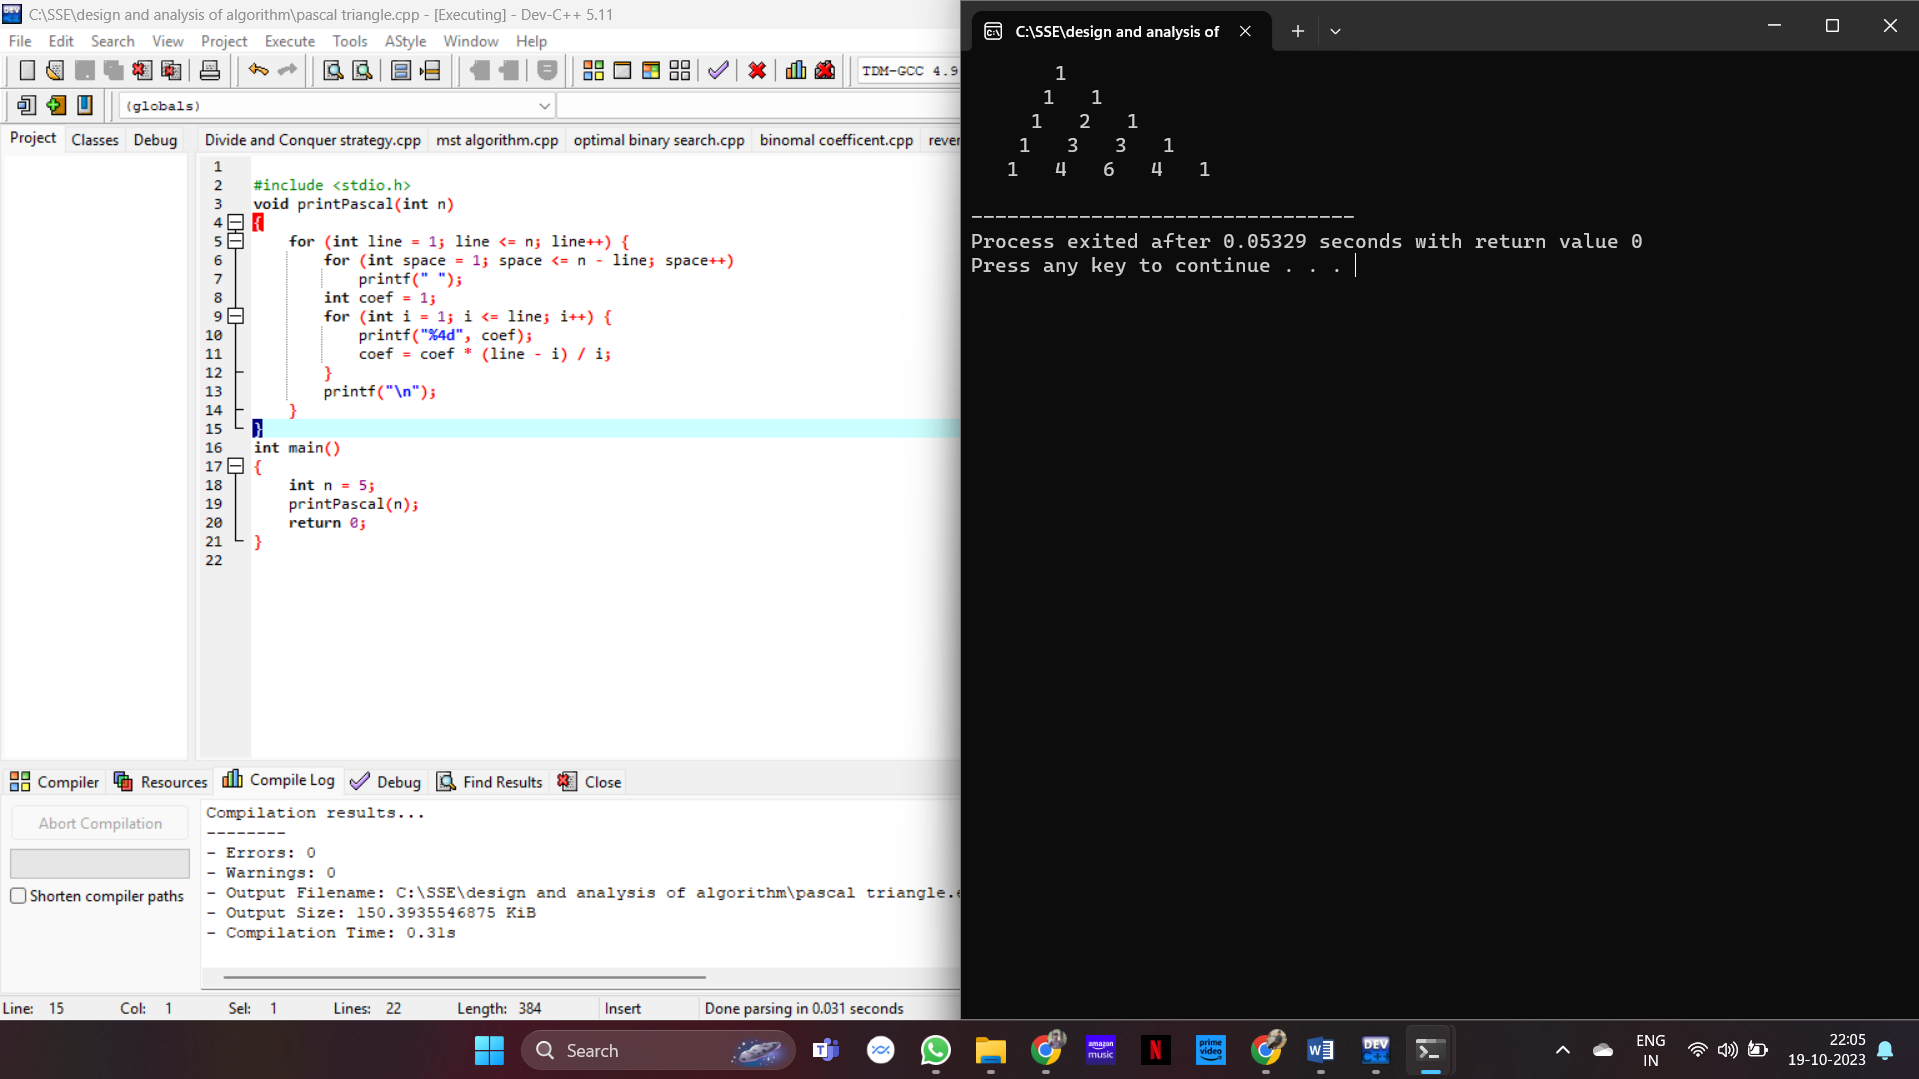 C:\SSE\design and analysis of algorithm\pascal triangle.cpp - [Executing] - Dev-C++ 5.11
File Edit Search View Project Execute Tools AStyle Window Help
TDM-GCC 4.9
(globals)
Project Classes Debug
Divide and Conquer strategy.cpp mst algorithm.cpp optimal binary search.cpp binomal coefficent.cpp rever
1
2 #include <stdio.h>
3 void printPascal(int n)
4 {
5     for (int line = 1; line <= n; line++) {
6         for (int space = 1; space <= n - line; space++)
7             printf(" ");
8         int coef = 1;
9         for (int i = 1; i <= line; i++) {
10             printf("%4d", coef);
11             coef = coef * (line - i) / i;
12         }
13         printf("\n");
14     }
15 }
16 int main()
17 {
18     int n = 5;
19     printPascal(n);
20     return 0;
21 }
22
Compiler Resources Compile Log Debug Find Results Close
Abort Compilation
Shorten compiler paths
Compilation results...
--------
- Errors: 0
- Warnings: 0
- Output Filename: C:\SSE\design and analysis of algorithm\pascal triangle.e
- Output Size: 150.3935546875 KiB
- Compilation Time: 0.31s
Line: 15 Col: 1 Sel: 1 Lines: 22 Length: 384 Insert Done parsing in 0.031 seconds
C:\SSE\design and analysis of
       1
      1   1
     1   2   1
    1   3   3   1
   1   4   6   4   1
--------------------------------
Process exited after 0.05329 seconds with return value 0
Press any key to continue . . .
Search
amazon music
N
prime video
W
DEV C++
ENG
IN
22:05
19-10-2023